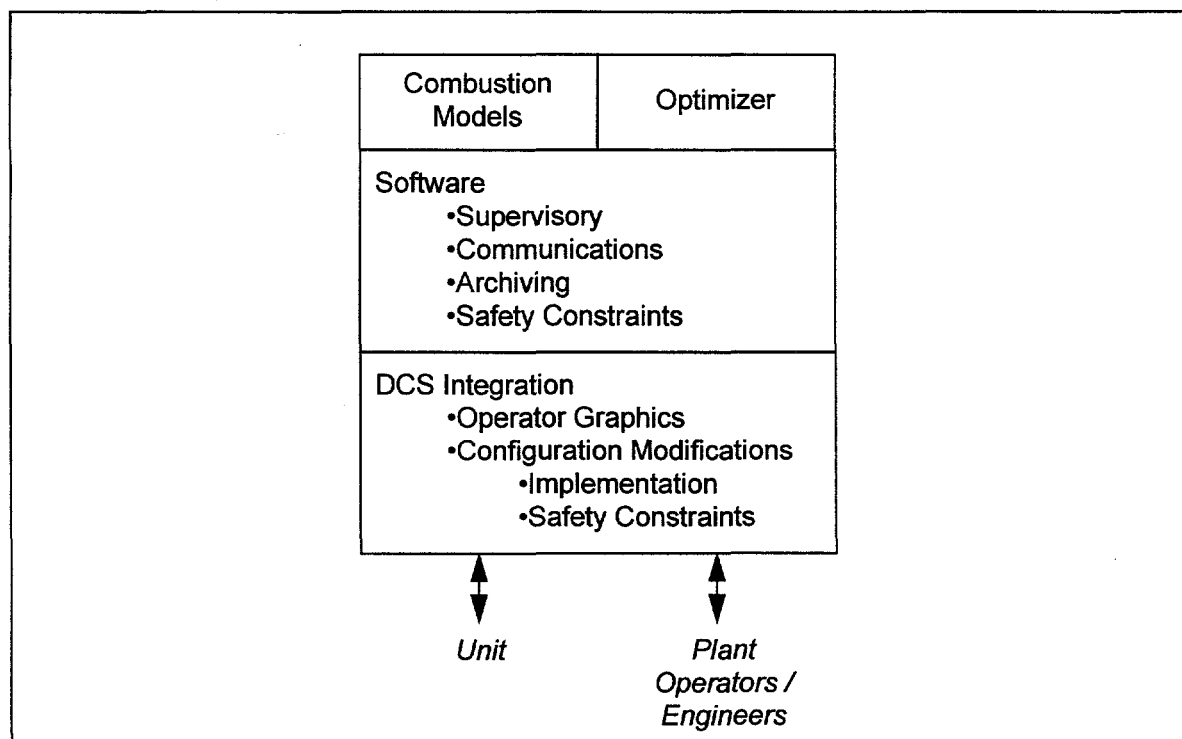 Combustion
Models
Optimizer
Software
•Supervisory
•Communications
•Archiving
•Safety Constraints
DCS Integration
•Operator Graphics
•Configuration Modifications
•Implementation
•Safety Constraints
Unit
Plant
Operators /
Engineers